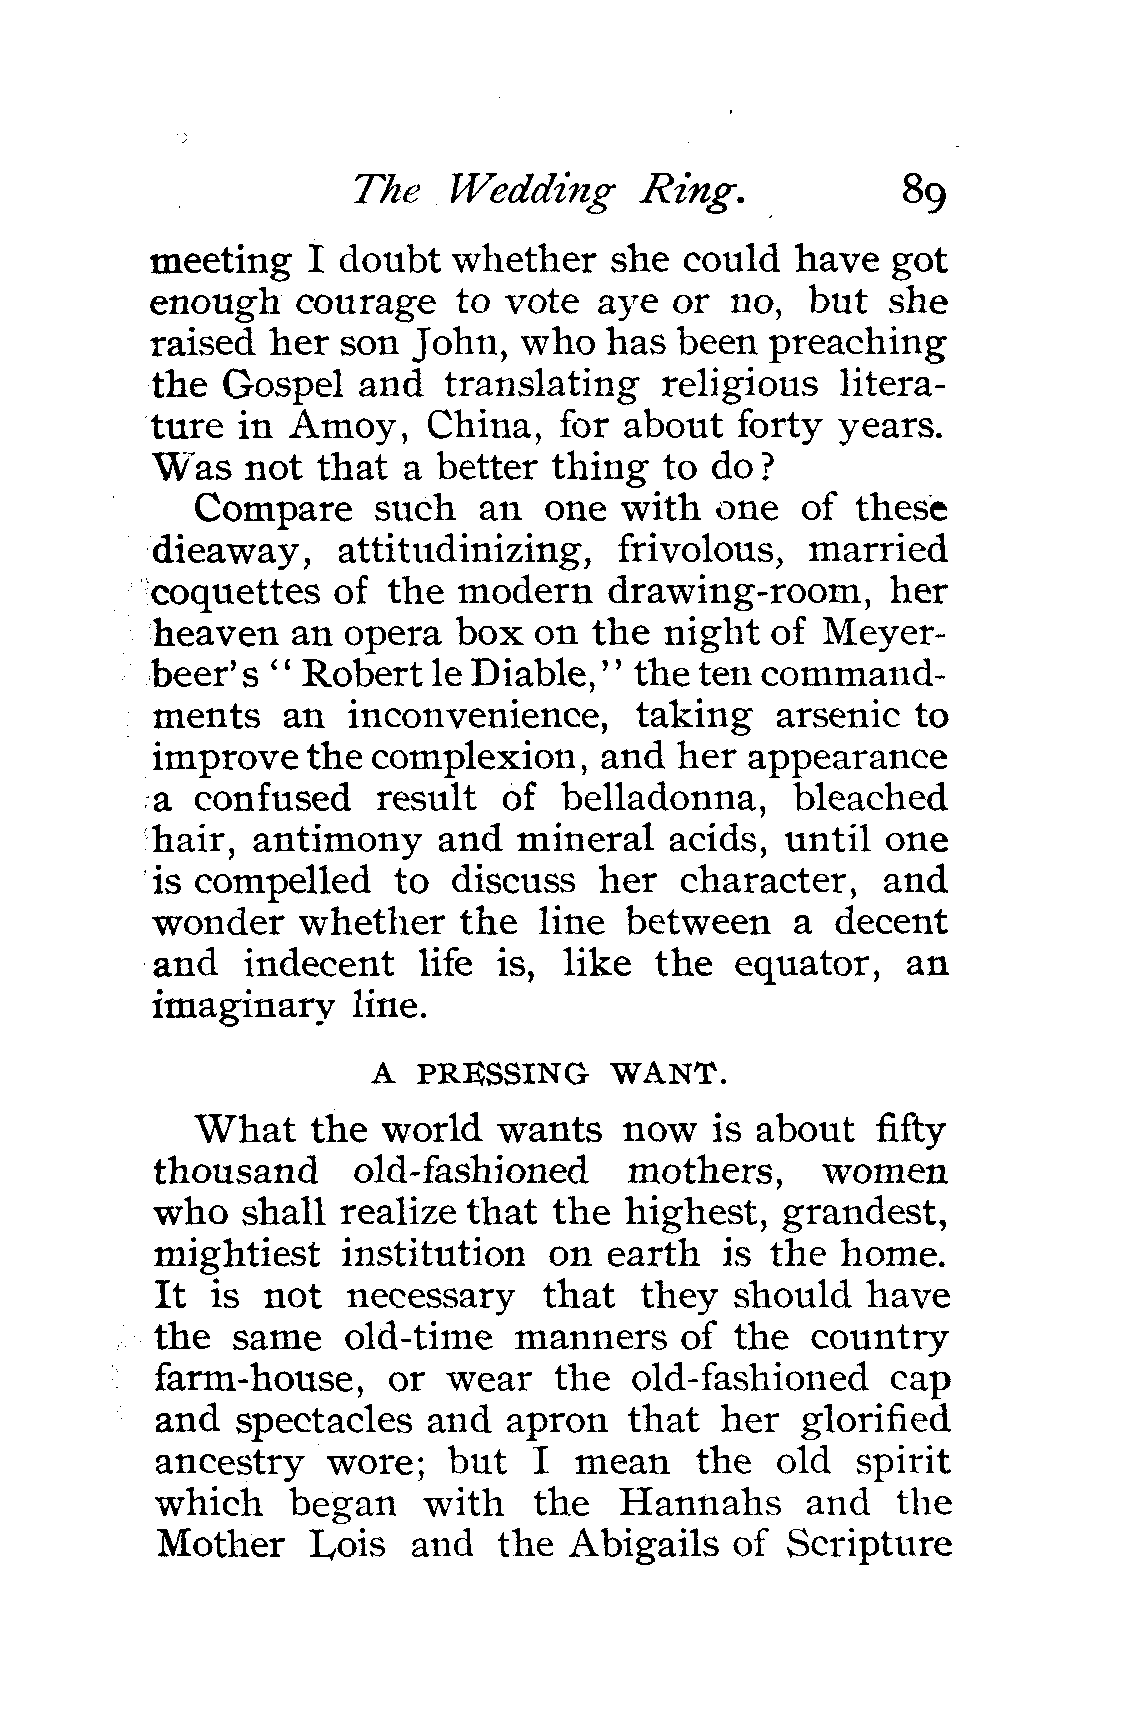 The Wedding Ring. 89
meeting I doubt whether she could have got
enough courage to vote aye or no, but she
raised her son John, who has been preaching
the Gospel and translating religious litera-
ture in Amoy, China, for about forty years.
Was not that a better thing to do?
Compare such an one with one of these
dieaway, attitudinizing, frivolous, married
coquettes of the modern drawing-room, her
heaven an opera box on the night of Meyer-
beer's "Robert le Diable," the ten command-
ments an inconvenience, taking arsenic to
improve the complexion, and her appearance
a confused result of belladonna, bleached
hair, antimony and mineral acids, until one
is compelled to discuss her character, and
wonder whether the line between a decent
and indecent life is, like the equator, an
imaginary line.
A PRESSING WANT.
What the world wants now is about fifty
thousand old-fashioned mothers, women
who shall realize that the highest, grandest,
mightiest institution on earth is the home.
It is not necessary that they should have
the same old-time manners of the country
farm-house, or wear the old-fashioned cap
and spectacles and apron that her glorified
ancestry wore; but I mean the old spirit
which began with the Hannahs and the
Mother Lois and the Abigails of Scripture